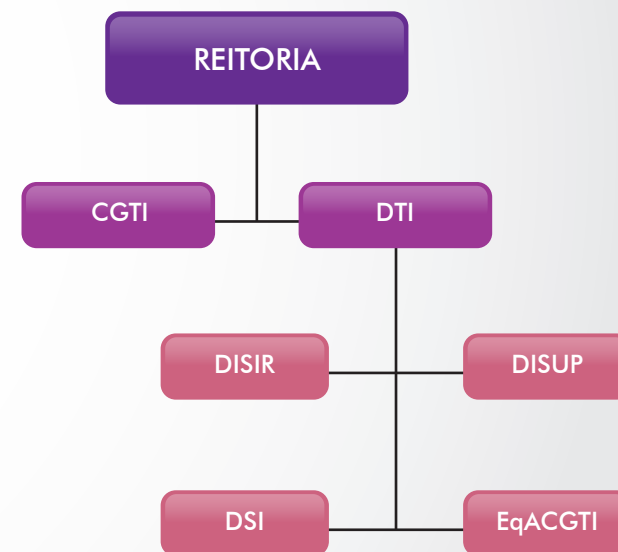 REITORIA
CGTI
DTI
DISIR
DISUP
DSI
EqACGTI